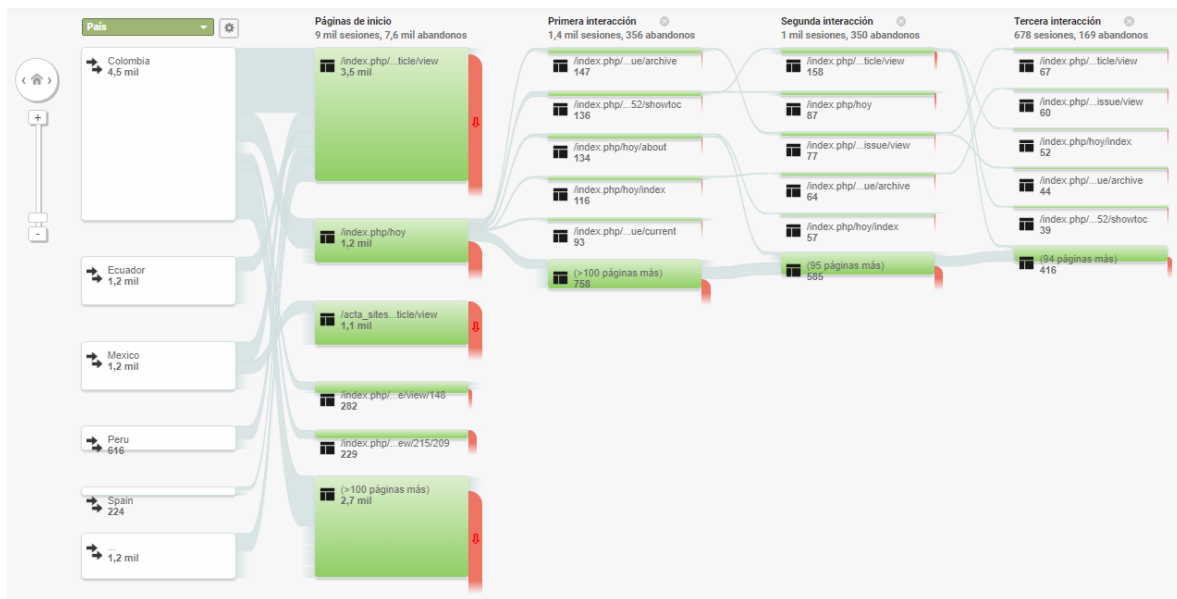 País
Colombia
4,5 mil
Ecuador
1,2 mil
Mexico
1,2 mil
Peru
616
Spain
224
...
1,2 mil
Páginas de inicio
9 mil sesiones, 7,6 mil abandonos
/index.php/...ticle/view
3,5 mil
/index.php/hoy
1,2 mil
/acta_sites...ticle/view
1,1 mil
/index.php/...e/view/148
282
/index.php/...ew/215/209
229
(>100 páginas más)
2,7 mil
Primera interacción
1,4 mil sesiones, 356 abandonos
/index.php/...ue/archive
147
/index.php/...52/showtoc
136
/index.php/hoy/about
134
/index.php/hoy/index
116
/index.php/...ue/current
93
(>100 páginas más)
758
Segunda interacción
1 mil sesiones, 350 abandonos
/index.php/...ticle/view
158
/index.php/hoy
87
/index.php/...issue/view
77
/index.php/...ue/archive
64
/index.php/hoy/index
57
(95 páginas más)
585
Tercera interacción
678 sesiones, 169 abandonos
/index.php/...ticle/view
67
/index.php/...issue/view
60
/index.php/hoy/index
52
/index.php/...ue/archive
44
/index.php/...52/showtoc
39
(94 páginas más)
416